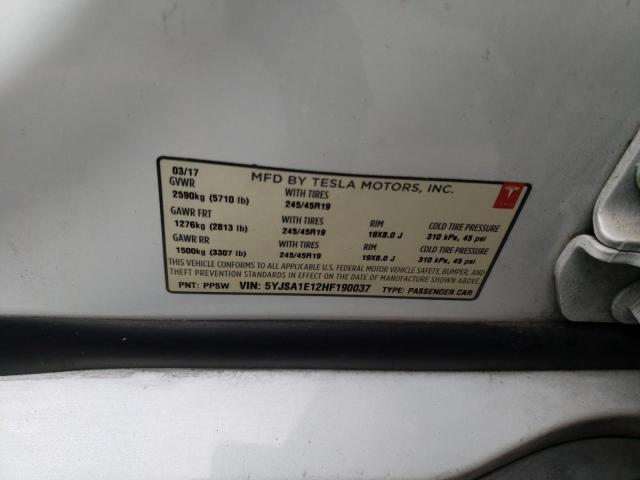 03/17 MFD BY TESLA MOTORS, INC.
GVWR WITH TIRES
2590kg (5710 lb) 245/45R19
GAWR FRT WITH TIRES RIM COLD TIRE PRESSURE
1276kg (2813 lb) 245/45R19 19X8.0 J 310 kPa, 45 psi
GAWR RR WITH TIRES RIM COLD TIRE PRESSURE
1500kg (3307 lb) 245/45R19 19X8.0 J 310 kPa, 45 psi
THIS VEHICLE CONFORMS TO ALL APPLICABLE U.S. FEDERAL MOTOR VEHICLE SAFETY, BUMPER, AND
THEFT PREVENTION STANDARDS IN EFFECT ON THE DATE OF MANUFACTURE SHOWN ABOVE.
PNT: PPSW VIN: 5YJSA1E12HF190037 TYPE: PASSENGER CAR